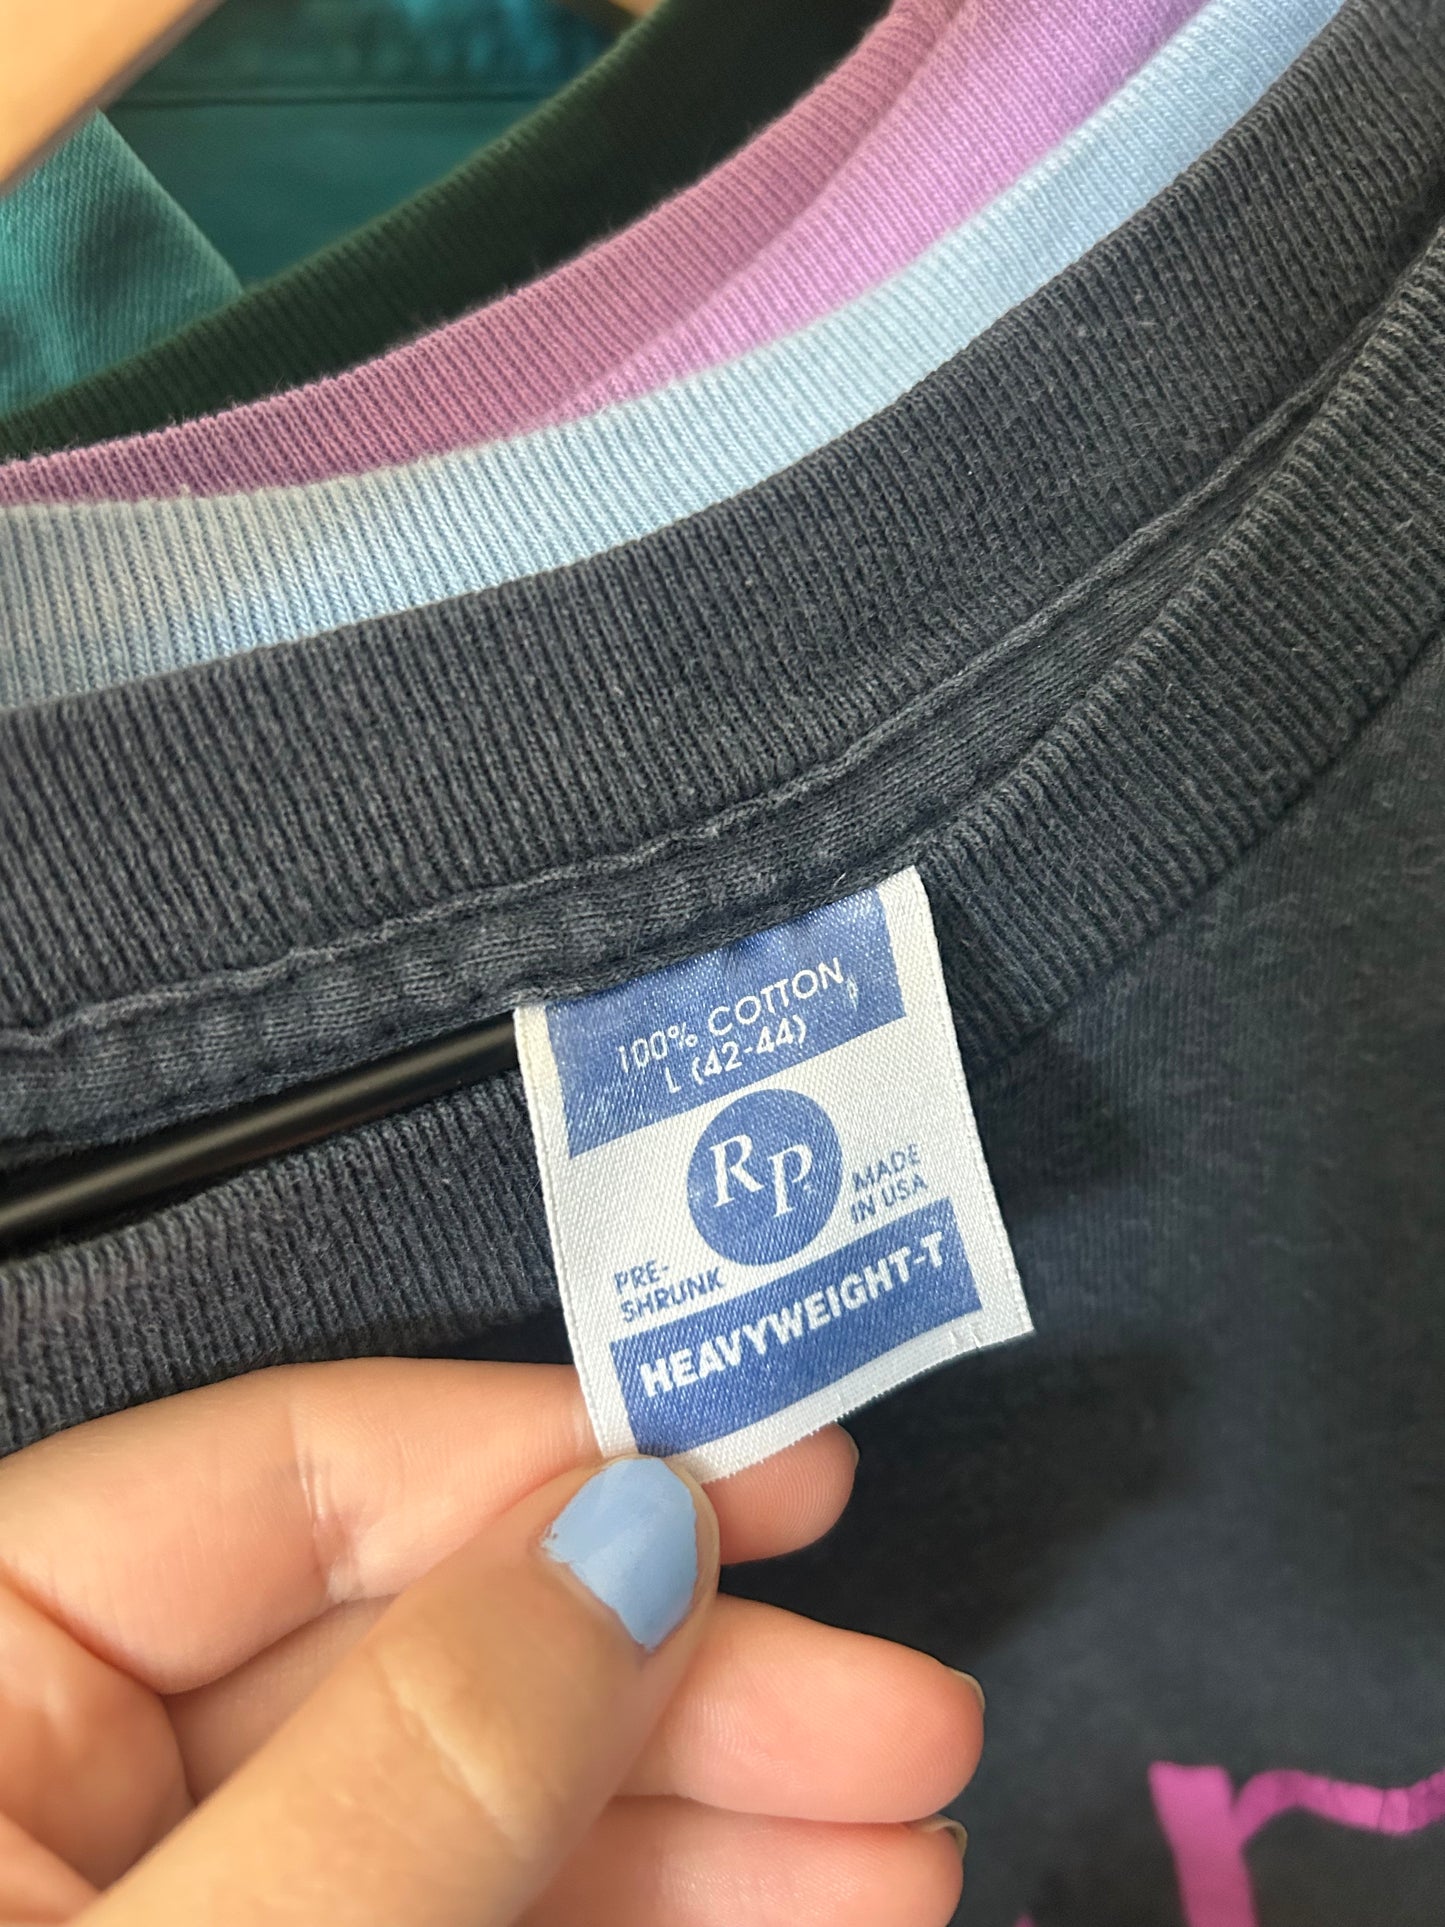 100% COTTON
L (42-44)
RP
MADE
IN USA
PRE-
SHRUNK
HEAVYWEIGHT-T
r